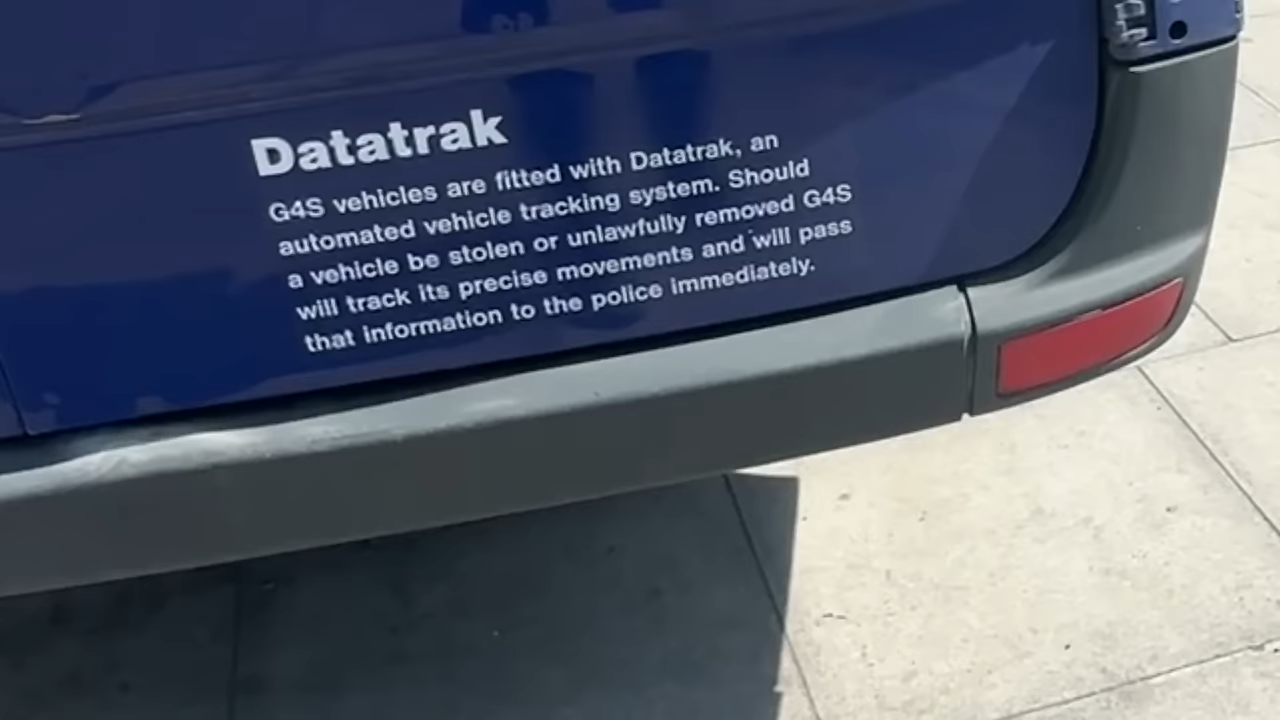 Datatrak
G4S vehicles are fitted with Datatrak, an
automated vehicle tracking system. Should
a vehicle be stolen or unlawfully removed G4S
will track its precise movements and will pass
that information to the police immediately.